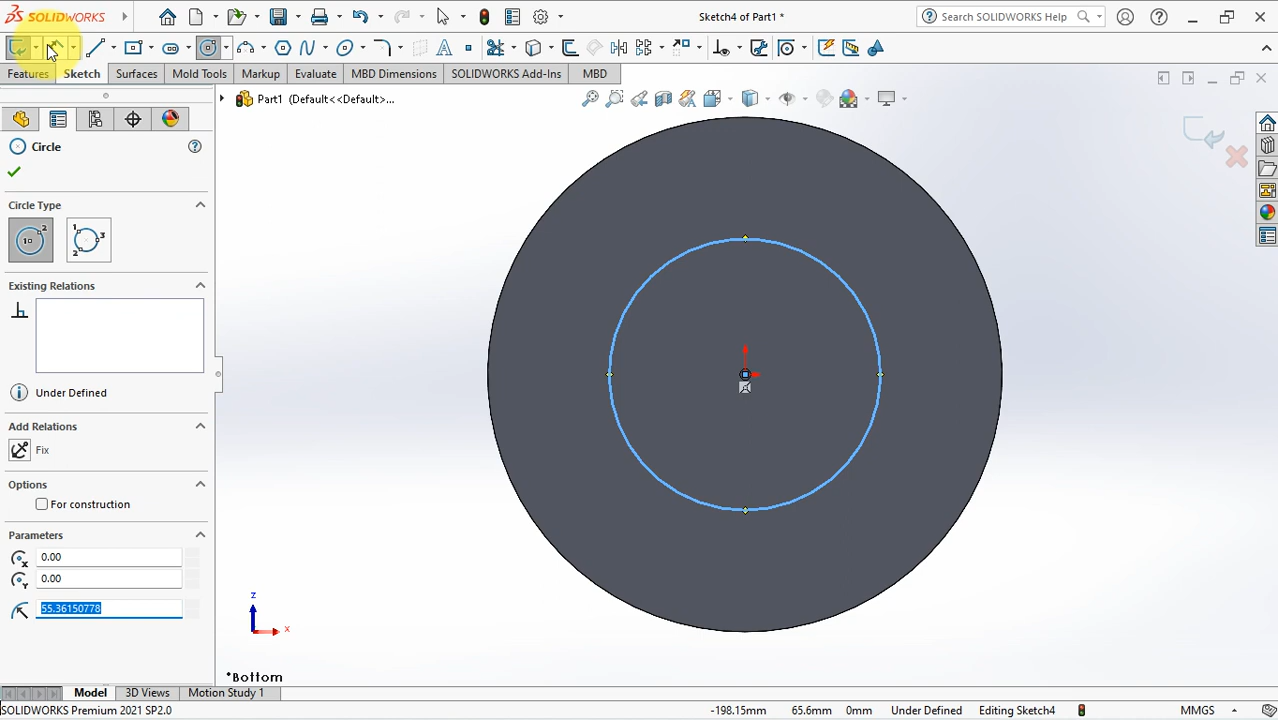 SOLIDWORKS
Sketch4 of Part1 *
Search SOLIDWORKS Help
Features
Sketch
Surfaces
Mold Tools
Markup
Evaluate
MBD Dimensions
SOLIDWORKS Add-Ins
MBD
Part1 (Default<<Default>...
Circle
Circle Type
Existing Relations
Under Defined
Add Relations
Fix
Options
For construction
Parameters
0.00
0.00
55.36150778
z
x
*Bottom
Model
3D Views
Motion Study 1
SOLIDWORKS Premium 2021 SP2.0
-198.15mm
65.6mm
0mm
Under Defined
Editing Sketch4
MMGS